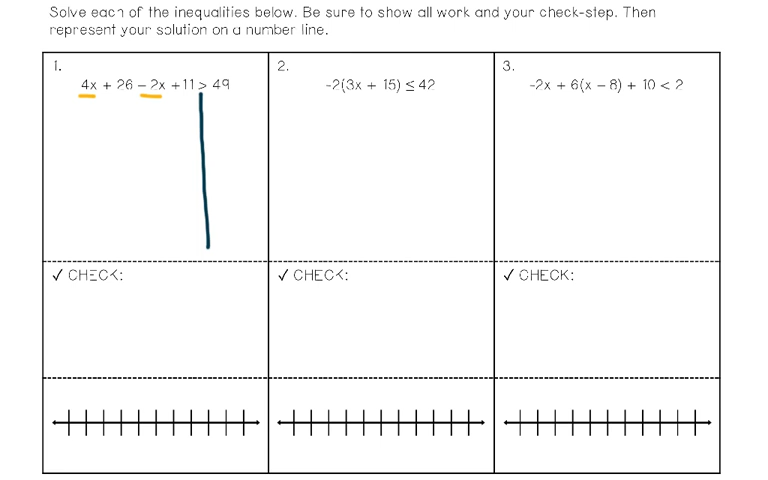 Solve each of the inequalities below. Be sure to show all work and your check-step. Then
represent your solution on a number line.
1.
4x + 26 – 2x +11 > 49
✓ CHECK:
2.
-2(3x + 15) ≤ 42
✓ CHECK:
3.
-2x + 6(x – 8) + 10 < 2
✓ CHECK: